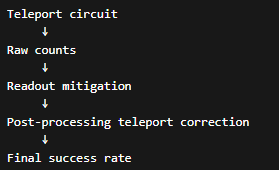 Teleport circuit
↓
Raw counts
↓
Readout mitigation
↓
Post-processing teleport correction
↓
Final success rate